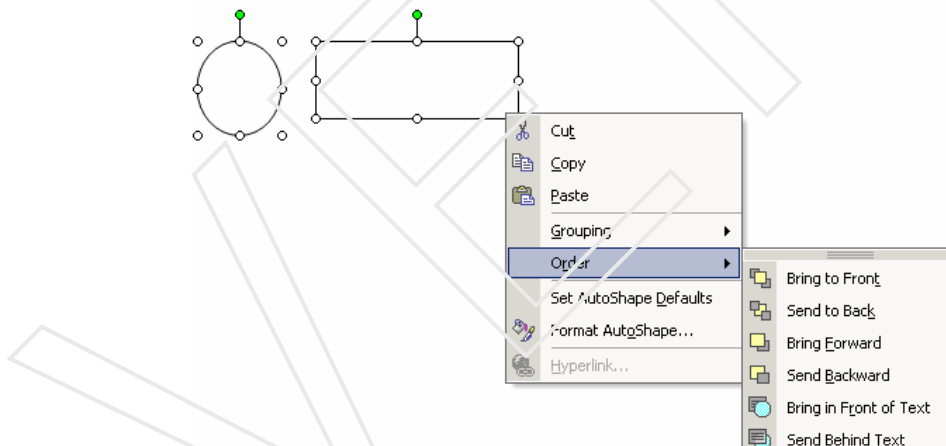 Cut
Copy
Paste
Grouping
Order
Set AutoShape Defaults
Format AutoShape...
Hyperlink...
Bring to Front
Send to Back
Bring Forward
Send Backward
Bring in Front of Text
Send Behind Text